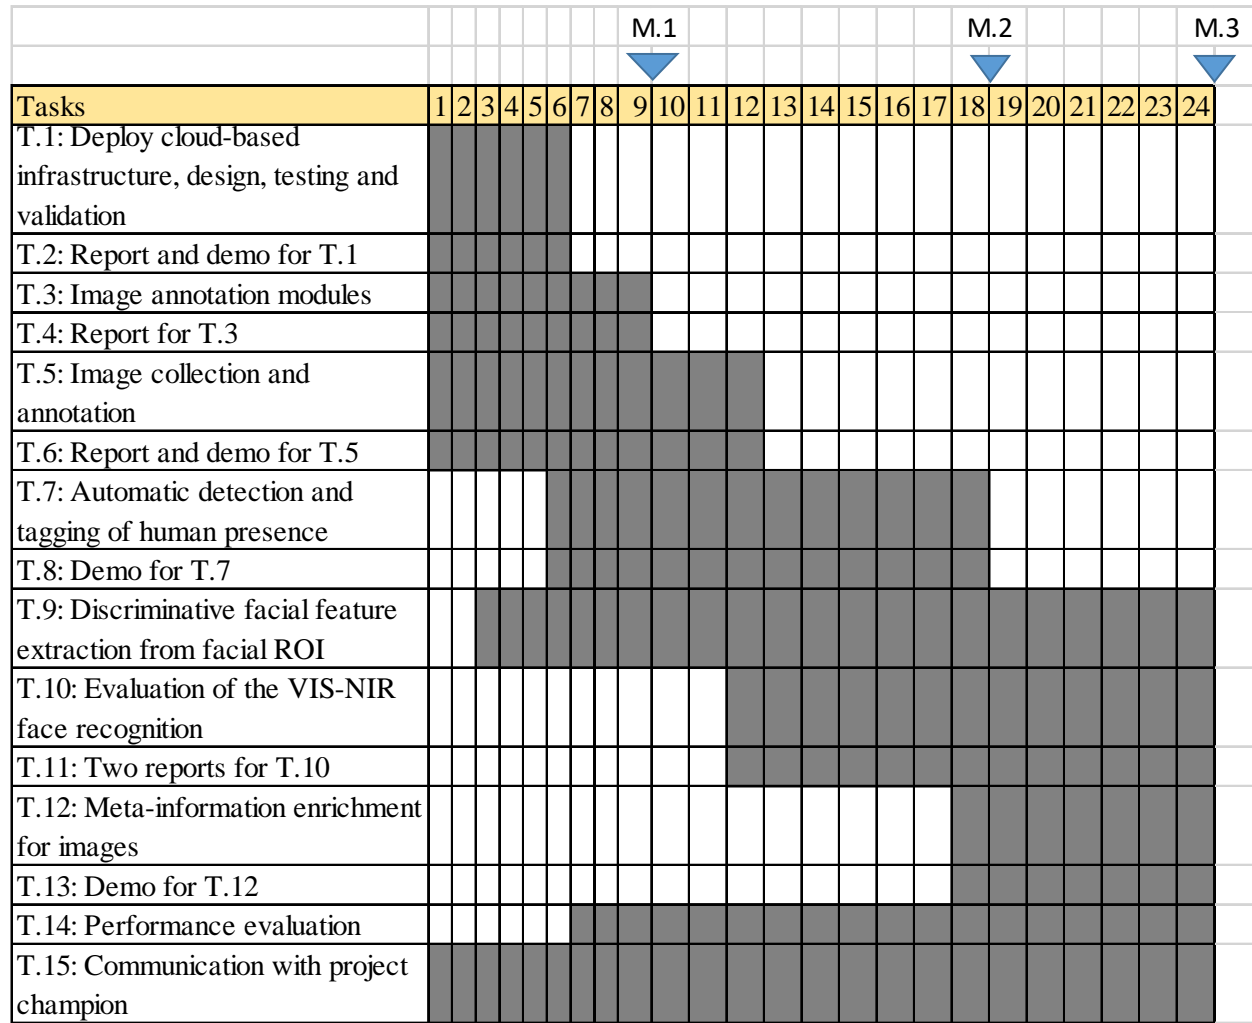 M.1 M.2 M.3
Tasks 1 2 3 4 5 6 7 8 9 10 11 12 13 14 15 16 17 18 19 20 21 22 23 24
T.1: Deploy cloud-based
infrastructure, design, testing and
validation
T.2: Report and demo for T.1
T.3: Image annotation modules
T.4: Report for T.3
T.5: Image collection and
annotation
T.6: Report and demo for T.5
T.7: Automatic detection and
tagging of human presence
T.8: Demo for T.7
T.9: Discriminative facial feature
extraction from facial ROI
T.10: Evaluation of the VIS-NIR
face recognition
T.11: Two reports for T.10
T.12: Meta-information enrichment
for images
T.13: Demo for T.12
T.14: Performance evaluation
T.15: Communication with project
champion